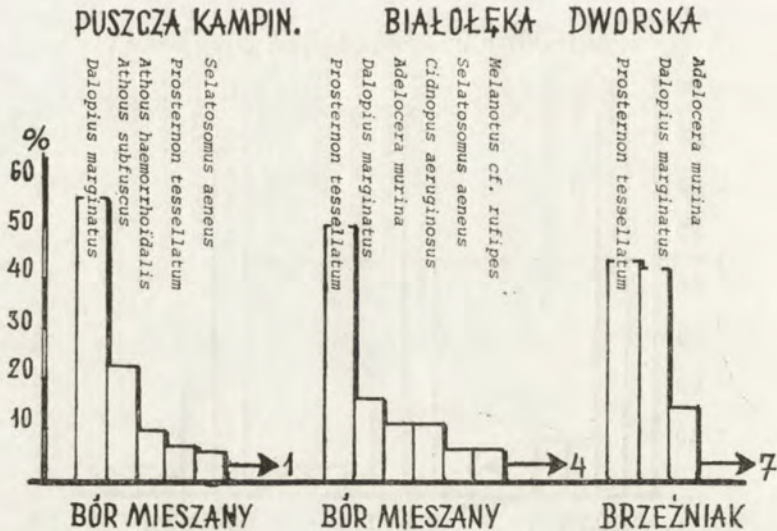 PUSZCZA KAMPIN. BIAŁOŁĘKA DWORSKA
Dalopius marginatus
Athous subfuscus
Athous haemorrhoïdalis
Prosternon tessellatum
Selatosomus aeneus
Prosternon tessellatum
Dalopius marginatus
Adelocera murina
Cidnopus aeruginosus
Selatosomus aeneus
Melanotus cf. rufipes
Prosternon tessellatum
Dalopius marginatus
Adelocera murina
%
60
50
40
30
20
10
1
4
7
BÓR MIESZANY BÓR MIESZANY BRZEŹNIAK